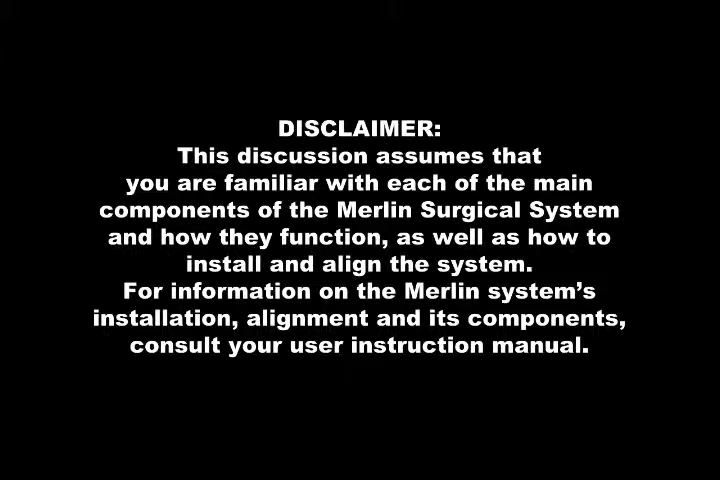 DISCLAIMER:
This discussion assumes that
you are familiar with each of the main
components of the Merlin Surgical System
and how they function, as well as how to
install and align the system.
For information on the Merlin system’s
installation, alignment and its components,
consult your user instruction manual.